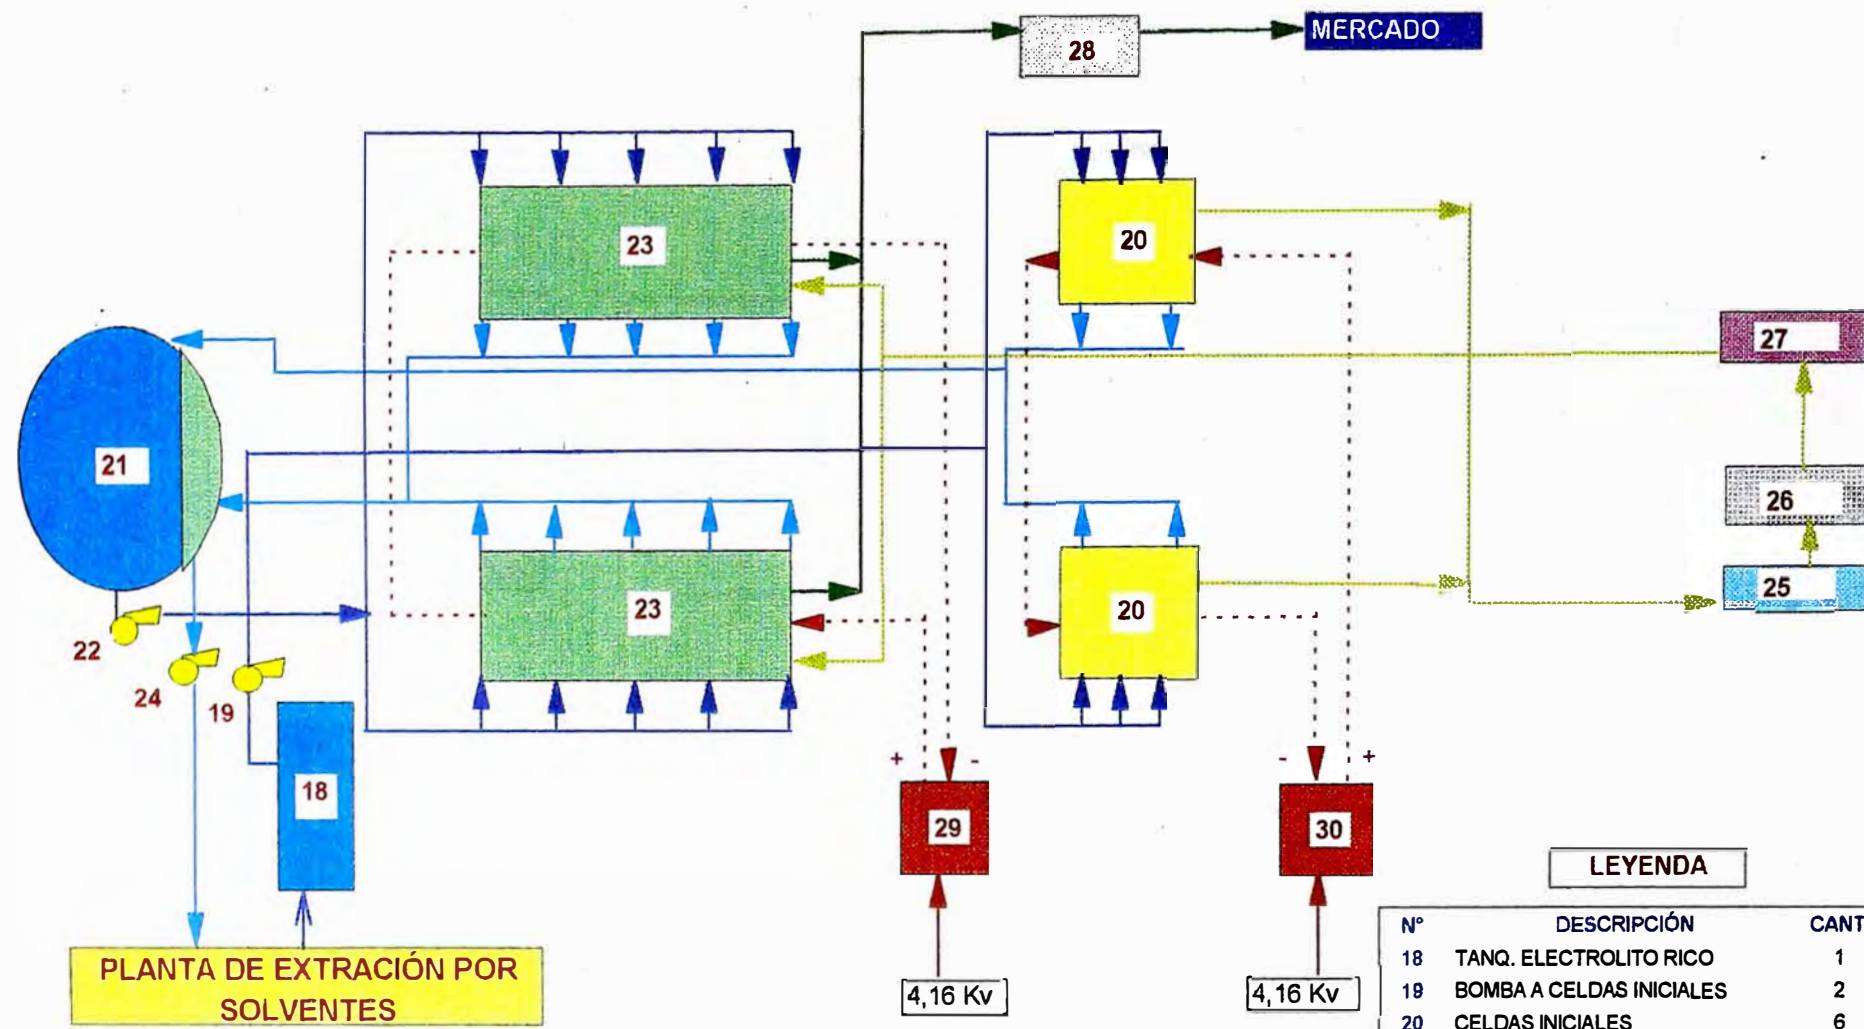 28
MERCADO
23
20
27
21
26
25
23
20
22
24
19
18
+
-
-
+
29
30
LEYENDA
4,16 Kv
4,16 Kv
PLANTA DE EXTRACIÓN POR
SOLVENTES
N° DESCRIPCIÓN CANT
18 TANQ. ELECTROLITO RICO 1
19 BOMBA A CELDAS INICIALES 2
20 CELDAS INICIALES 6